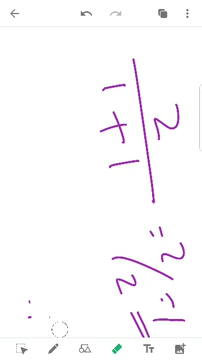 2
1 + 1
= 2/2 = 1